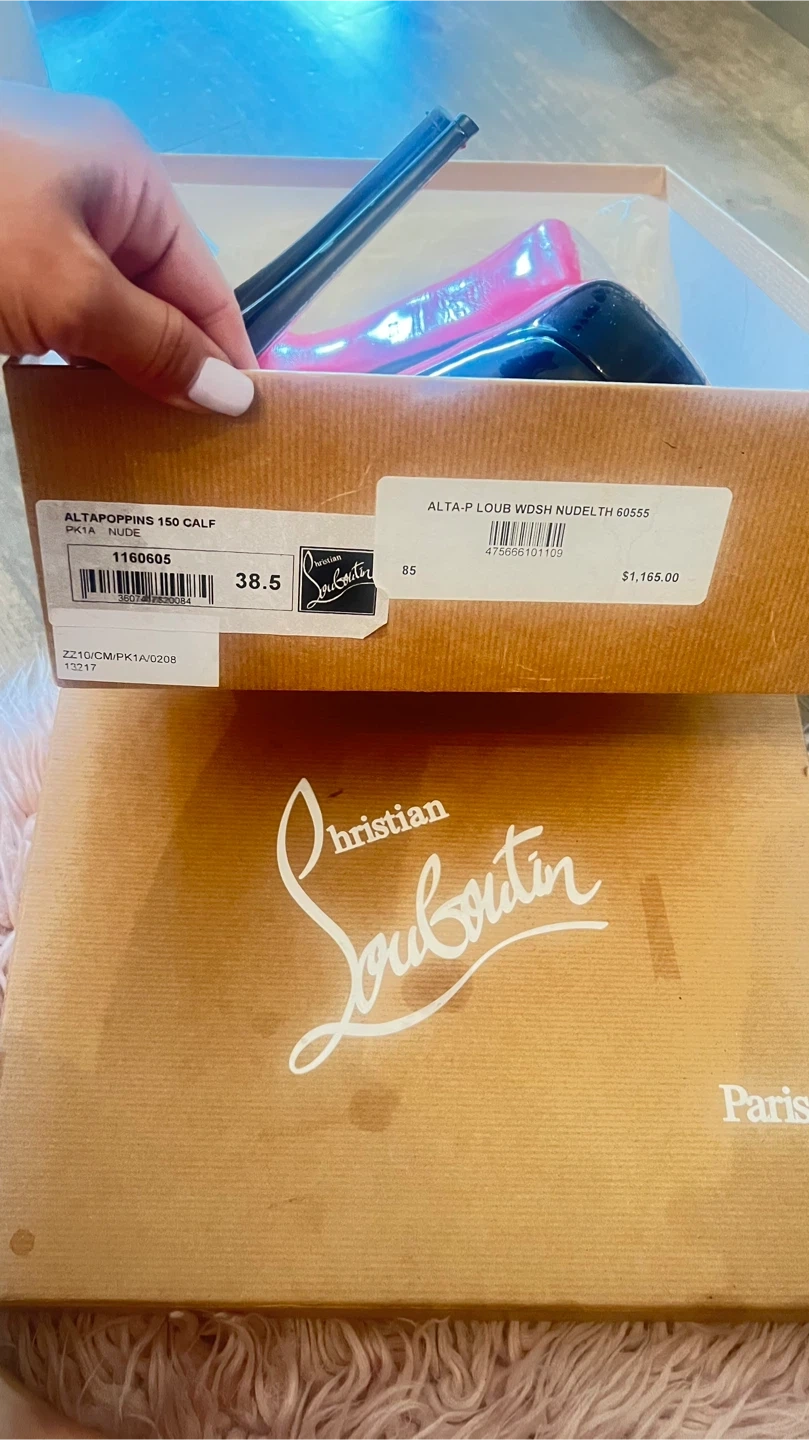 ALTAPOPPINS 150 CALF
PK1A NUDE
1160605
38.5
Christian
Louboutin
ZZ10/CM/PK1A/0208
13217
ALTA-P LOUB WDSH NUDELTH 60555
475666101109
85
$1,165.00
Christian
Louboutin
Paris